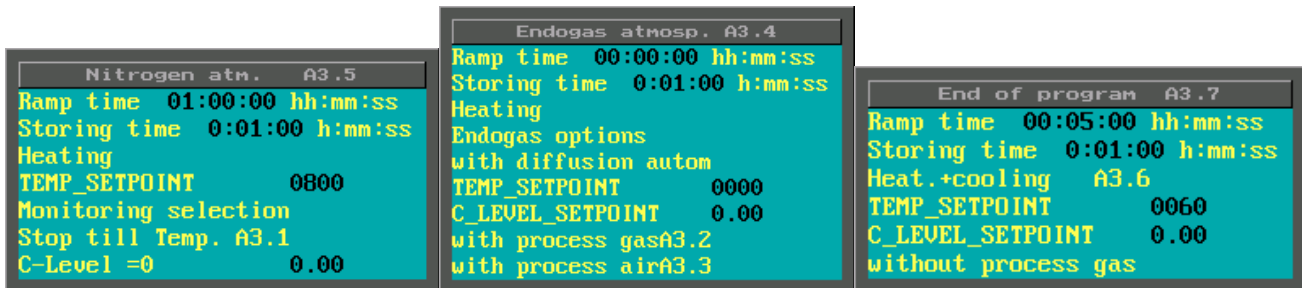 Nitrogen atm. A3.5
Ramp time 01:00:00 hh:mm:ss
Storing time 0:01:00 h:mm:ss
Heating
TEMP_SETPOINT 0800
Monitoring selection
Stop till Temp. A3.1
C-Level =0 0.00
Endogas atmosp. A3.4
Ramp time 00:00:00 hh:mm:ss
Storing time 0:01:00 h:mm:ss
Heating
Endogas options
with diffusion autom
TEMP_SETPOINT 0000
C_LEVEL_SETPOINT 0.00
with process gasA3.2
with process airA3.3
End of program A3.7
Ramp time 00:05:00 hh:mm:ss
Storing time 0:01:00 h:mm:ss
Heat.+cooling A3.6
TEMP_SETPOINT 0060
C_LEVEL_SETPOINT 0.00
without process gas